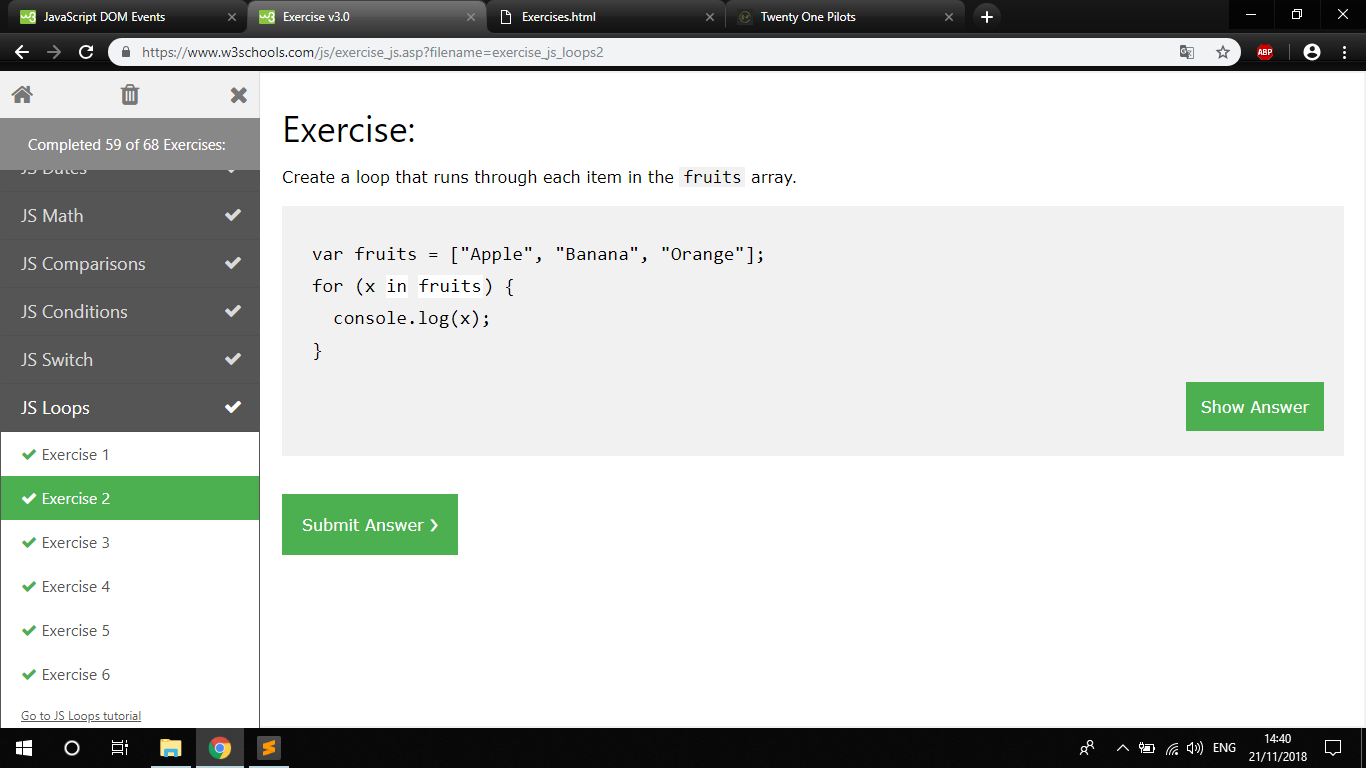 JavaScript DOM Events
Exercise v3.0
Exercises.html
Twenty One Pilots
https://www.w3schools.com/js/exercise_js.asp?filename=exercise_js_loops2
ABP
Completed 59 of 68 Exercises:
JS Dates
JS Math
JS Comparisons
JS Conditions
JS Switch
JS Loops
Exercise 1
Exercise 2
Exercise 3
Exercise 4
Exercise 5
Exercise 6
Go to JS Loops tutorial
Exercise:
Create a loop that runs through each item in the fruits array.
var fruits = ["Apple", "Banana", "Orange"];
for (x in fruits) {
console.log(x);
}
Show Answer
Submit Answer ❯
ENG
14:40
21/11/2018